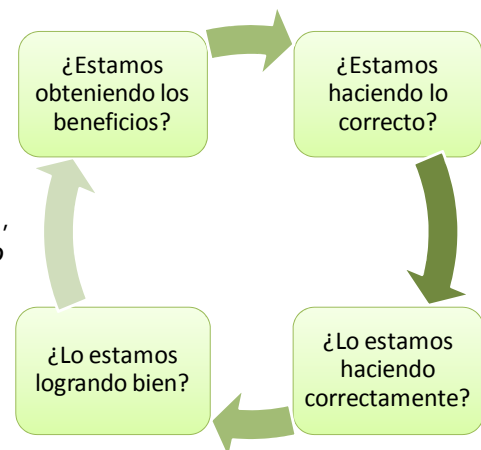 ¿Estamos
obteniendo los
beneficios?
¿Estamos
haciendo lo
correcto?
,
o
¿Lo estamos
logrando bien?
¿Lo estamos
haciendo
correctamente?